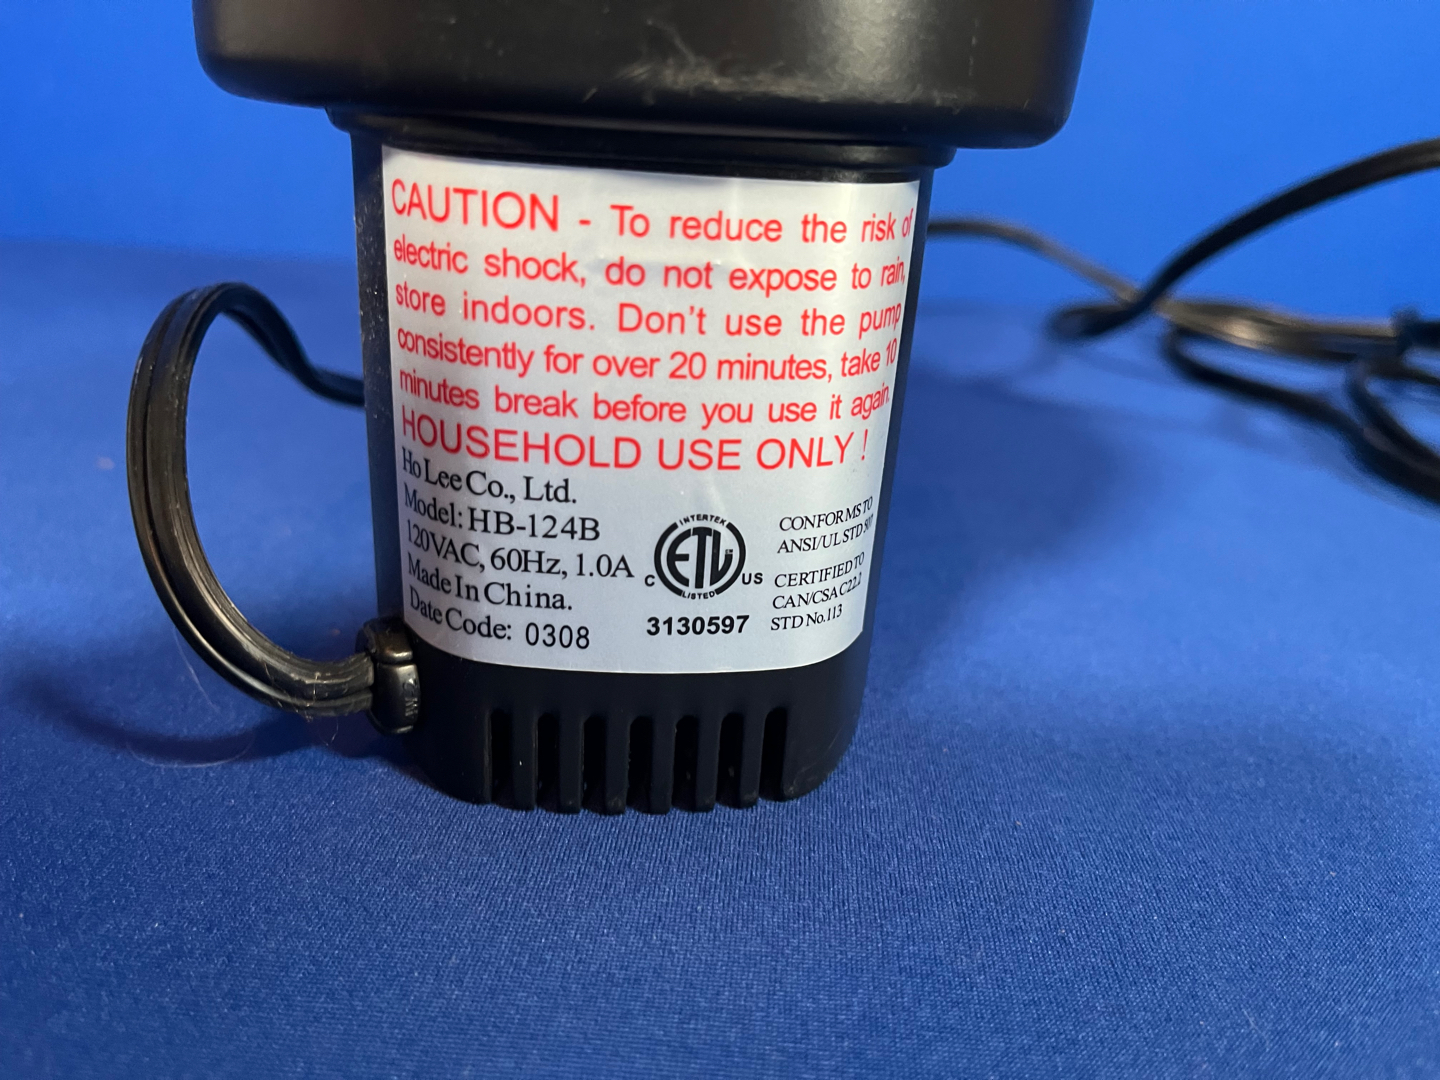 CAUTION - To reduce the risk of
electric shock, do not expose to rain,
store indoors. Don't use the pump
consistently for over 20 minutes, take 10
minutes break before you use it again.
HOUSEHOLD USE ONLY !
Ho Lee Co., Ltd.
Model: HB-124B
120VAC, 60Hz, 1.0A
Made In China.
Date Code: 0308
INTERTEK
C ETL US
LISTED
3130597
CONFORMS TO
ANSI/UL STD 507
CERTIFIED TO
CAN/CSA C22.2
STD No.113